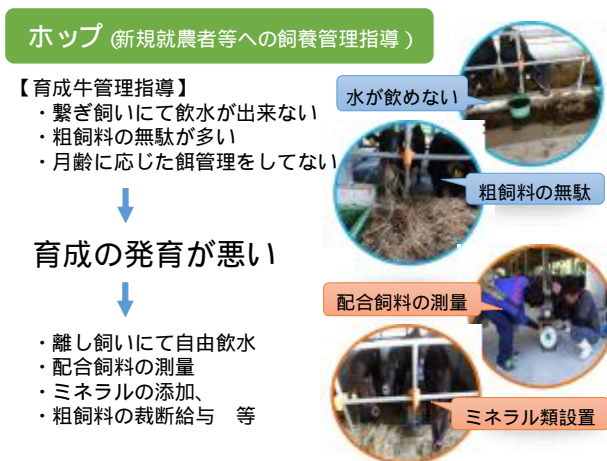 ホップ(新規就農者等への飼養管理指導)
【育成牛管理指導】
・繋ぎ飼いにて飲水が出来ない
・粗飼料の無駄が多い
・月齢に応じた餌管理をしてない
育成の発育が悪い
・離し飼いにて自由飲水
・配合飼料の測量
・ミネラルの添加、
・粗飼料の裁断給与　等
水が飲めない
粗飼料の無駄
配合飼料の測量
ミネラル類設置